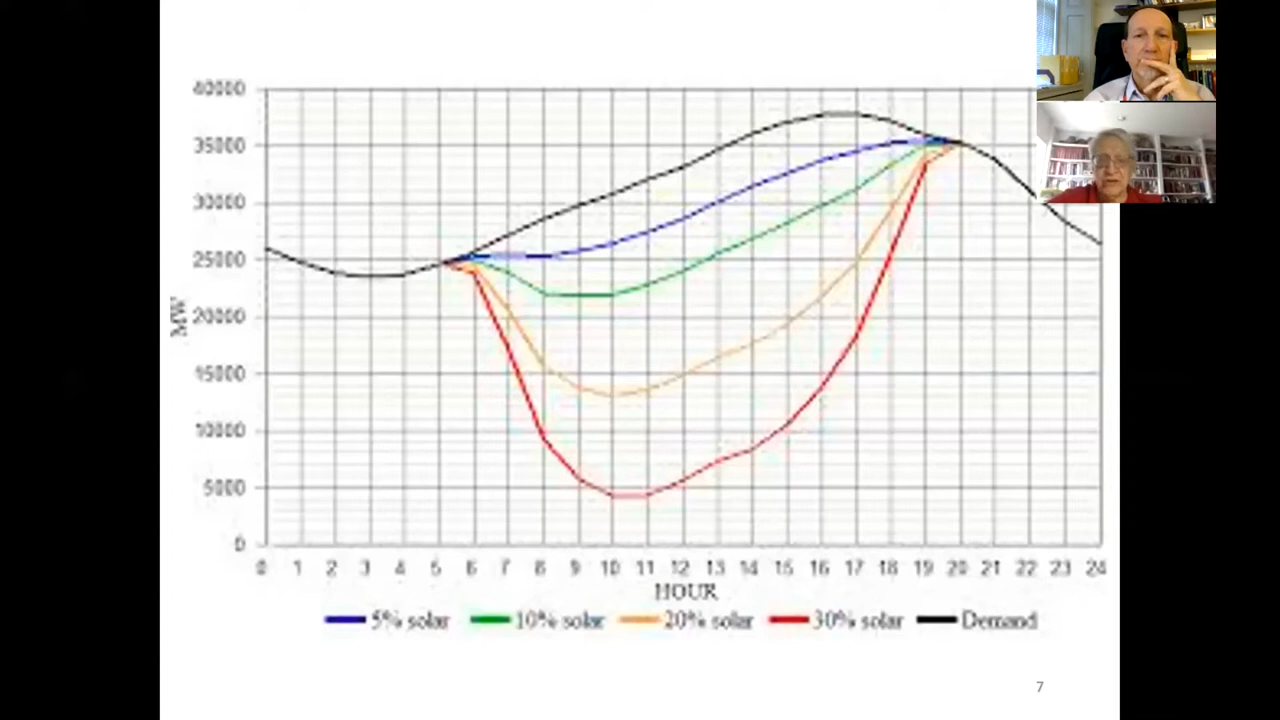 40000
35000
30000
25000
20000
15000
10000
5000
0
MW
0 1 2 3 4 5 6 7 8 9 10 11 12 13 14 15 16 17 18 19 20 21 22 23 24
HOUR
5% solar 10% solar 20% solar 30% solar Demand
7